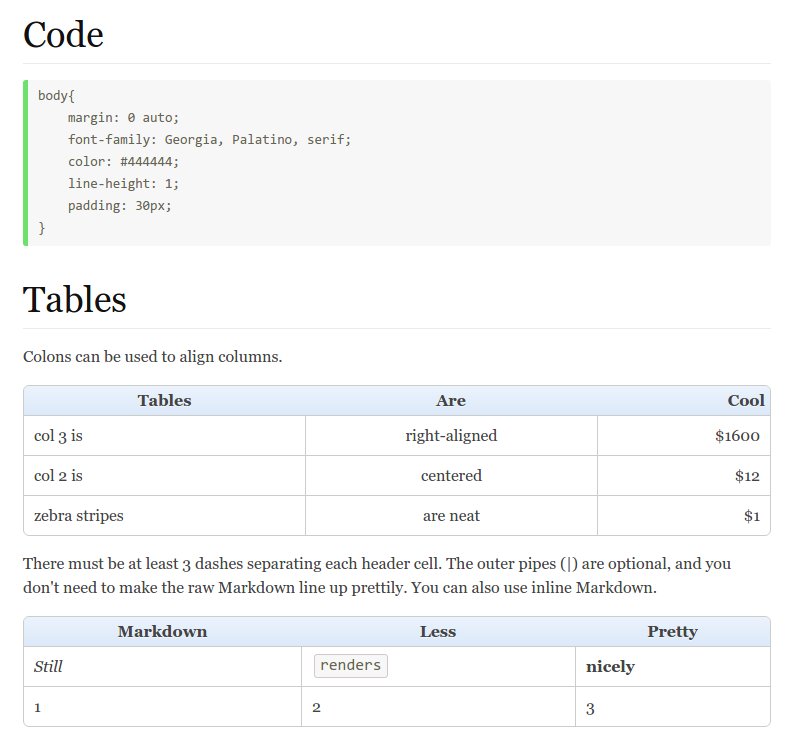 Code
body{
    margin: 0 auto;
    font-family: Georgia, Palatino, serif;
    color: #444444;
    line-height: 1;
    padding: 30px;
}
Tables
Colons can be used to align columns.
Tables Are Cool
col 3 is right-aligned $1600
col 2 is centered $12
zebra stripes are neat $1
There must be at least 3 dashes separating each header cell. The outer pipes (|) are optional, and you
don't need to make the raw Markdown line up prettily. You can also use inline Markdown.
Markdown Less Pretty
Still renders nicely
1 2 3